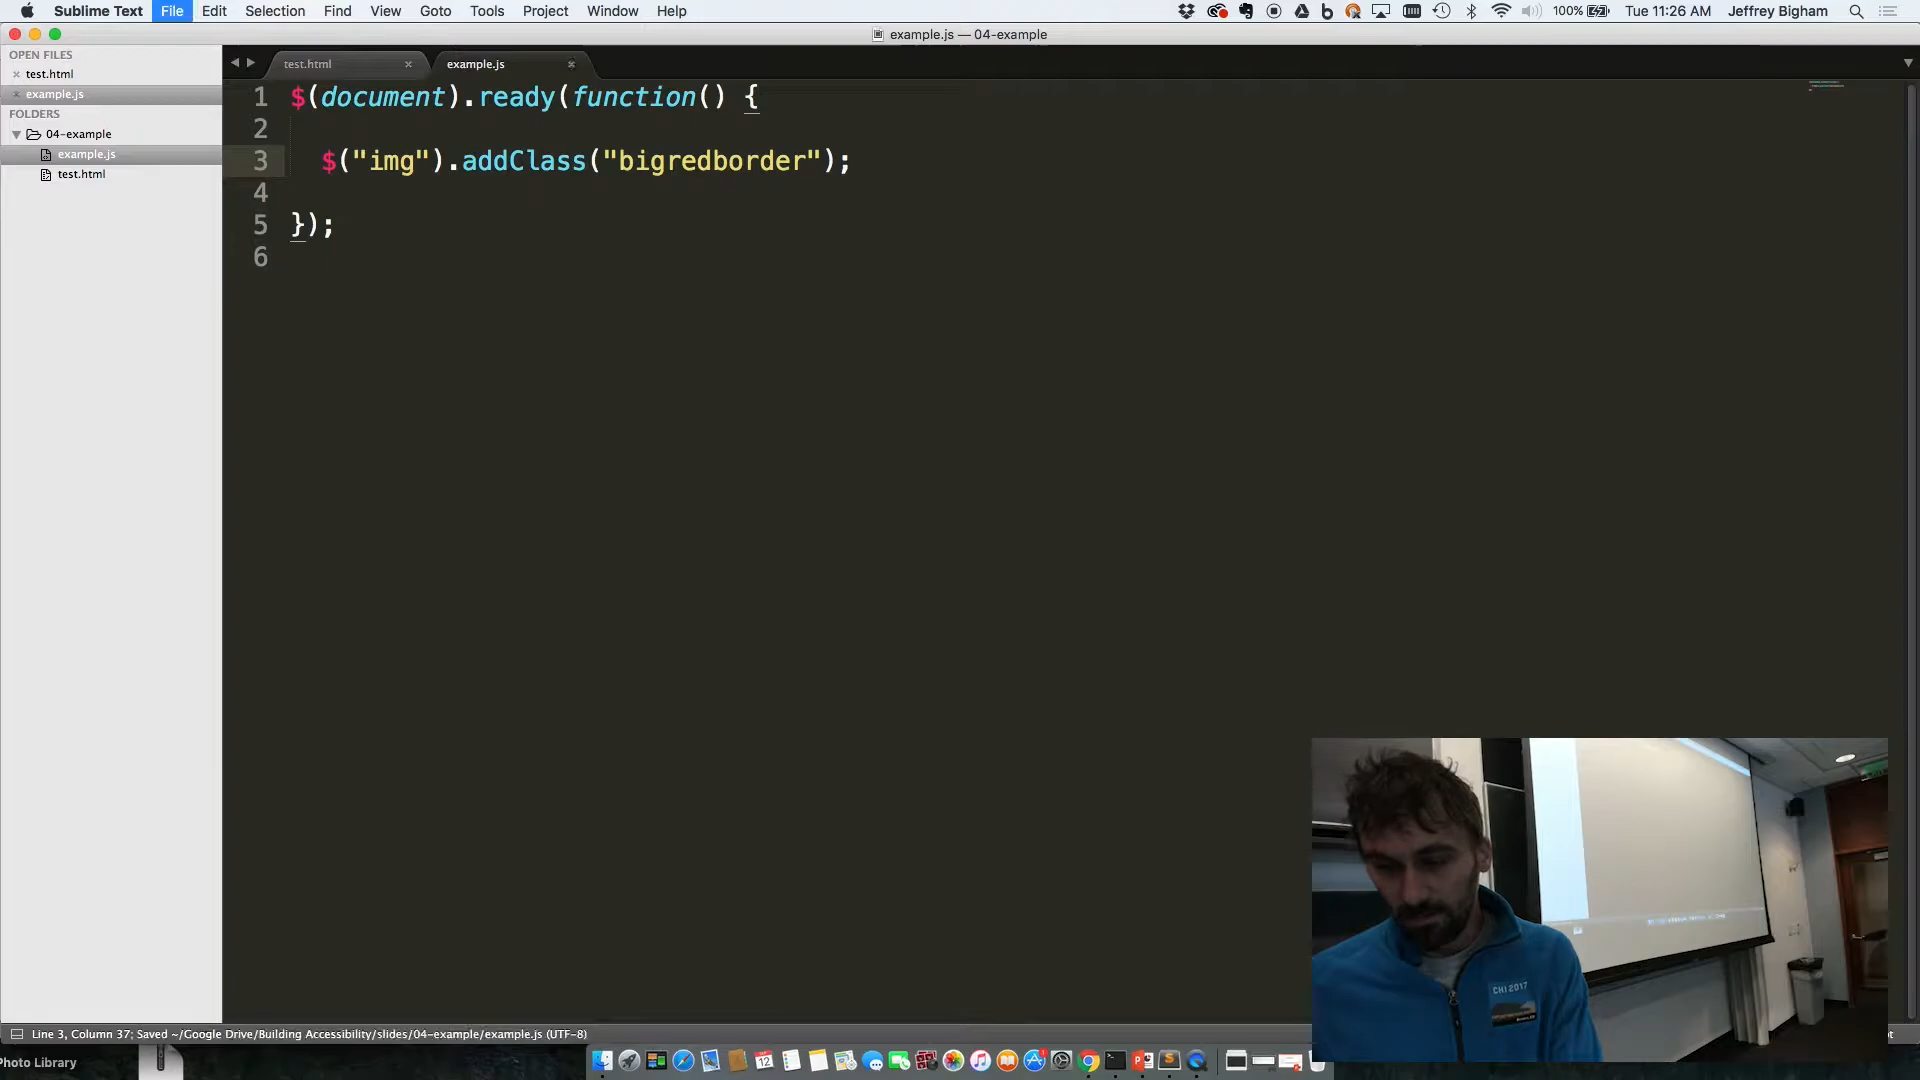 Sublime Text File Edit Selection Find View Goto Tools Project Window Help 100% Tue 11:26 AM Jeffrey Bigham
example.js — 04-example
OPEN FILES
test.html
example.js
FOLDERS
04-example
example.js
test.html
test.html example.js
1 $(document).ready(function() {
2
3 $("img").addClass("bigredborder");
4
5 });
6
CHI 2017
Line 3, Column 37; Saved ~/Google Drive/Building Accessibility/slides/04-example/example.js (UTF-8)
Photo Library